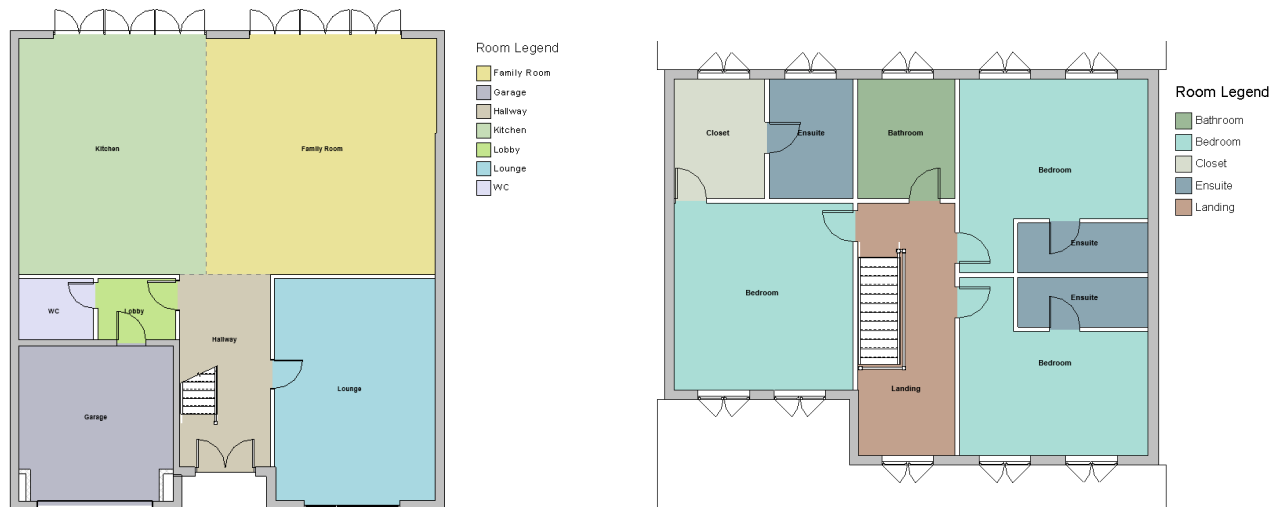 Room Legend
Family Room
Garage
Hallway
Kitchen
Lobby
Lounge
WC
Kitchen
Family Room
WC
Lobby
Hallway
Garage
Lounge
Room Legend
Bathroom
Bedroom
Closet
Ensuite
Landing
Closet
Ensuite
Bathroom
Bedroom
Ensuite
Bedroom
Ensuite
Bedroom
Landing